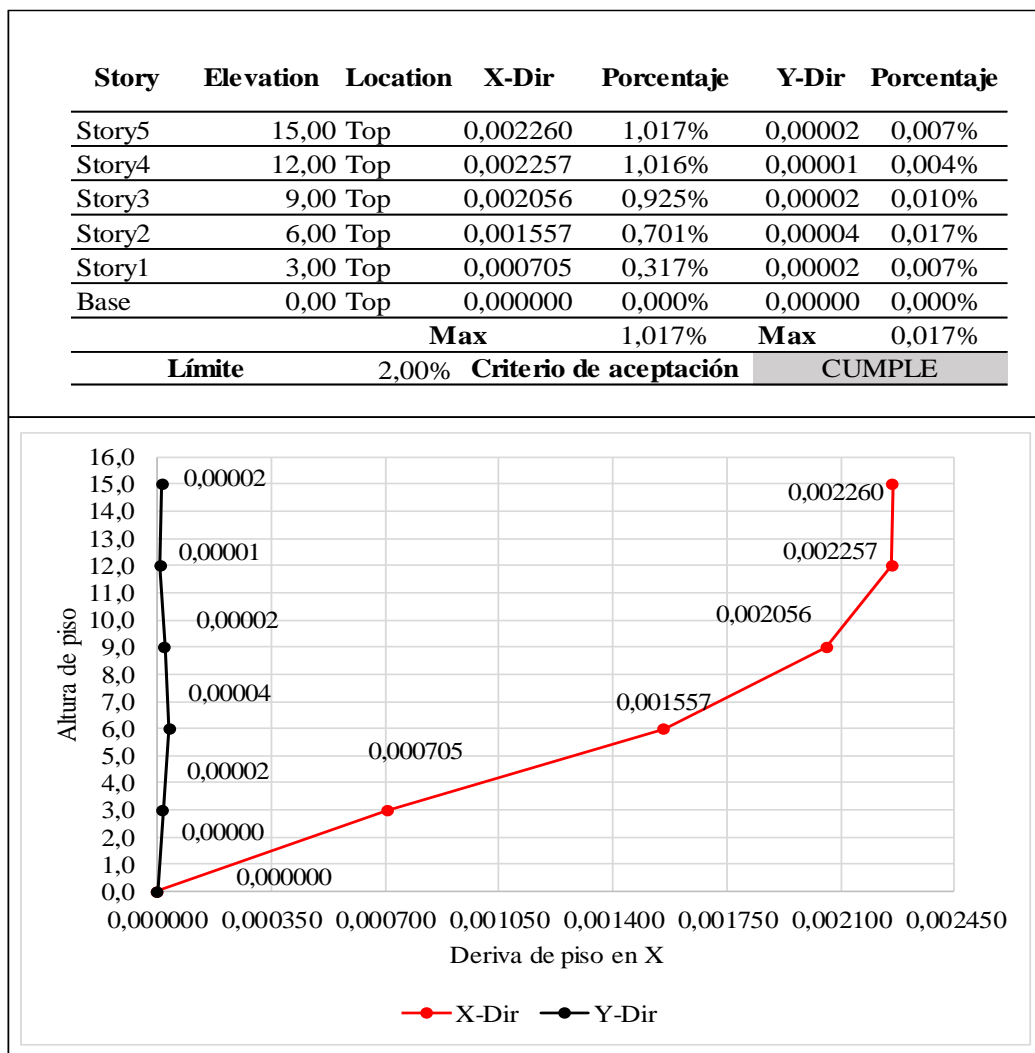 Story Elevation Location X-Dir Porcentaje Y-Dir Porcentaje
Story5 15,00 Top 0,002260 1,017% 0,00002 0,007%
Story4 12,00 Top 0,002257 1,016% 0,00001 0,004%
Story3 9,00 Top 0,002056 0,925% 0,00002 0,010%
Story2 6,00 Top 0,001557 0,701% 0,00004 0,017%
Story1 3,00 Top 0,000705 0,317% 0,00002 0,007%
Base 0,00 Top 0,000000 0,000% 0,00000 0,000%
Max 1,017% Max 0,017%
Límite 2,00% Criterio de aceptación CUMPLE
16,0
15,0
14,0
13,0
12,0
11,0
10,0
9,0
8,0
7,0
6,0
5,0
4,0
3,0
2,0
1,0
0,0
Altura de piso
0,00002
0,00001
0,00002
0,00004
0,00002
0,00000
0,002260
0,002257
0,002056
0,001557
0,000705
0,000000
0,000000 0,000350 0,000700 0,001050 0,001400 0,001750 0,002100 0,002450
Deriva de piso en X
X-Dir Y-Dir